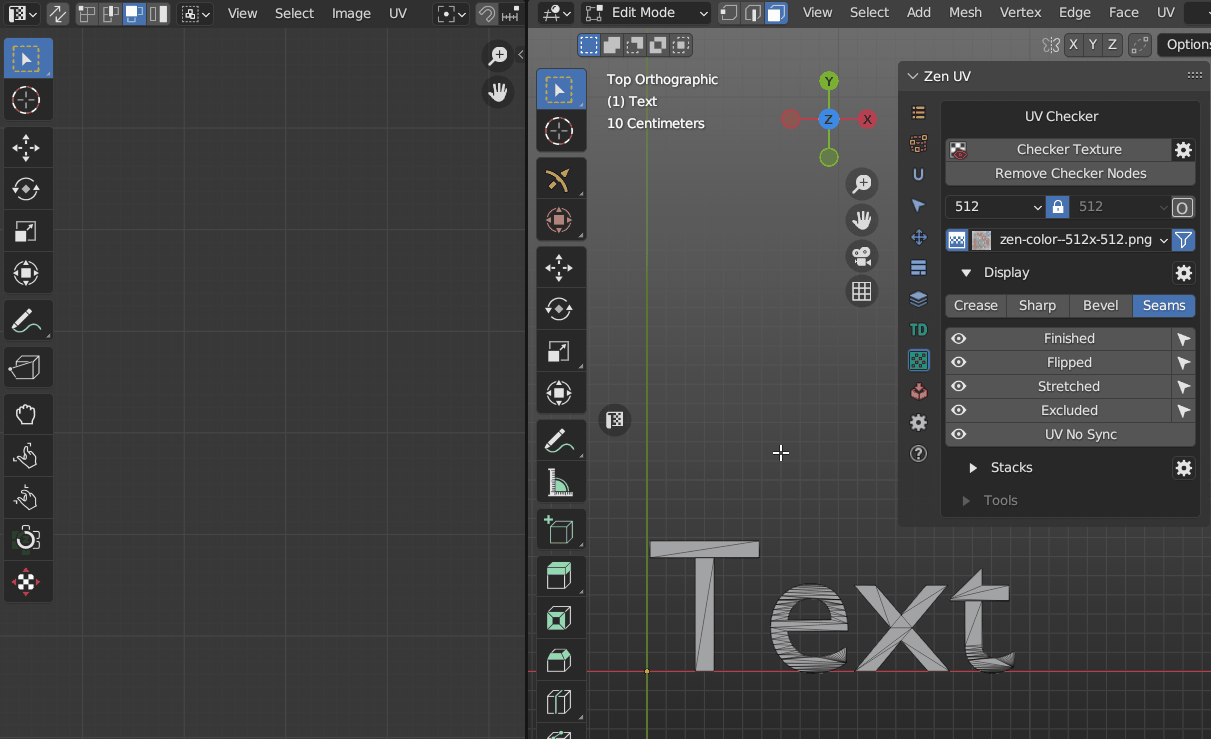 View Select Image UV
Edit Mode View Select Add Mesh Vertex Edge Face UV
X Y Z Options
Top Orthographic
(1) Text
10 Centimeters
Y
Z X
Zen UV
UV Checker
Checker Texture
Remove Checker Nodes
512 512 O
zen-color--512x-512.png
Display
Crease Sharp Bevel Seams
TD
Finished
Flipped
Stretched
Excluded
UV No Sync
Stacks
Tools
Text